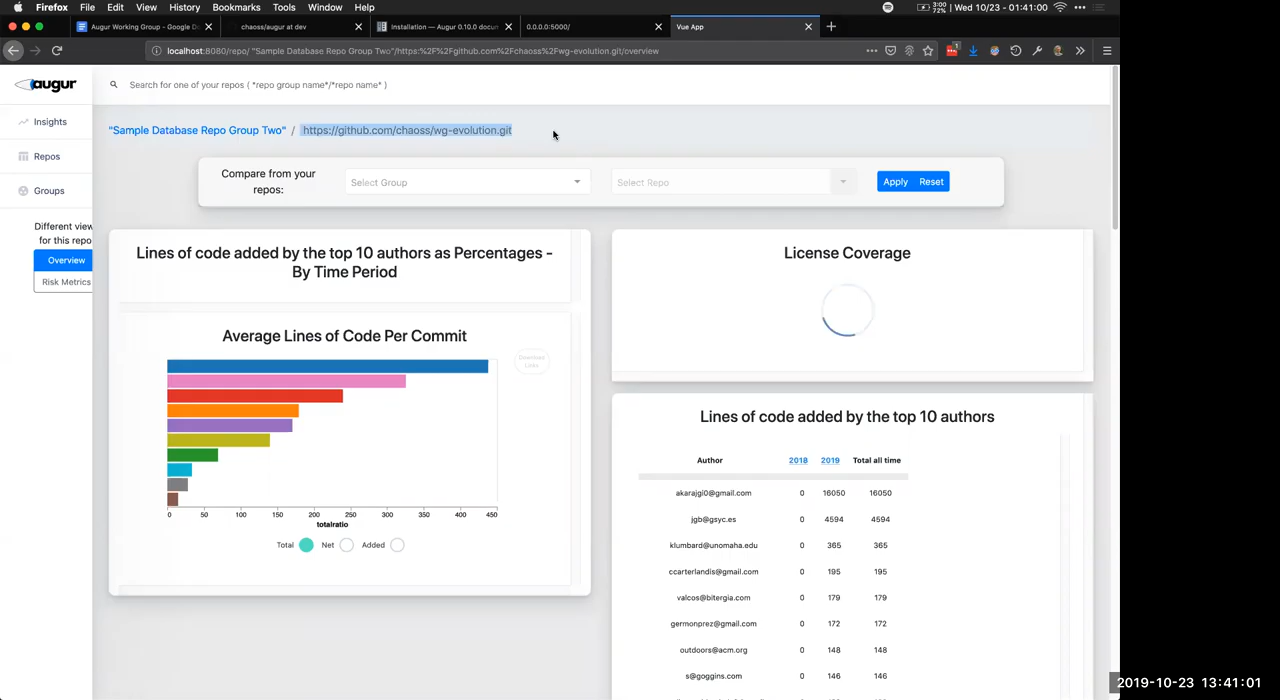 Firefox File Edit View History Bookmarks Tools Window Help
3:00 72% Wed 10/23 - 01:41:00
Augur Working Group - Google D
chaoss/augur at dev
Installation — Augur 0.10.0 docum
0.0.0.0:5000/
Vue App
localhost:8080/repo/ "Sample Database Repo Group Two"/https:%2F%2Fgithub.com%2Fchaoss%2Fwg-evolution.git/overview
augur
Search for one of your repos ( "repo group name"/"repo name" )
Insights
Repos
Groups
Different view
for this repo
Overview
Risk Metrics
"Sample Database Repo Group Two" / https://github.com/chaoss/wg-evolution.git
Compare from your
repos:
Select Group
Select Repo
Apply Reset
Lines of code added by the top 10 authors as Percentages -
By Time Period
Average Lines of Code Per Commit
Download
Links
0 50 100 150 200 250 300 350 400 450
totalratio
Total Net Added
License Coverage
Lines of code added by the top 10 authors
Author 2018 2019 Total all time
akarajgi0@gmail.com 0 16050 16050
jgb@gsyc.es 0 4594 4594
klumbard@unomaha.edu 0 365 365
ccarterlandis@gmail.com 0 195 195
valcos@bitergia.com 0 179 179
germonprez@gmail.com 0 172 172
outdoors@acm.org 0 148 148
s@goggins.com 0 146 146
2019-10-23 13:41:01